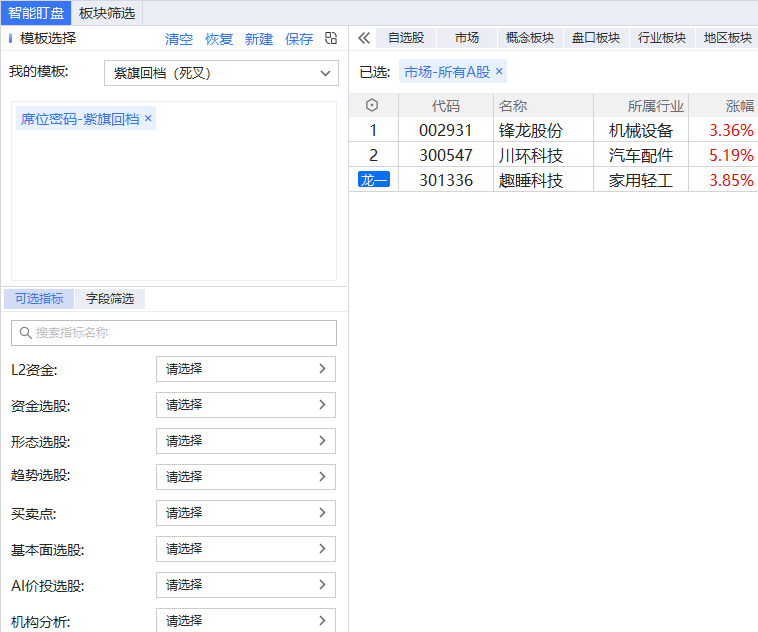 智能盯盘 板块筛选
模板选择 清空 恢复 新建 保存
我的模板: 紫旗回档（死叉）
席位密码-紫旗回档 ×
可选指标 字段筛选
搜索指标名称
L2资金: 请选择
资金选股: 请选择
形态选股: 请选择
趋势选股: 请选择
买卖点: 请选择
基本面选股: 请选择
AI价投选股: 请选择
机构分析: 请选择
自选股 市场 概念板块 盘口板块 行业板块 地区板块
已选: 市场-所有A股 ×
代码 名称 所属行业 涨幅
1 002931 锋龙股份 机械设备 3.36%
2 300547 川环科技 汽车配件 5.19%
龙一 301336 趣睡科技 家用轻工 3.85%